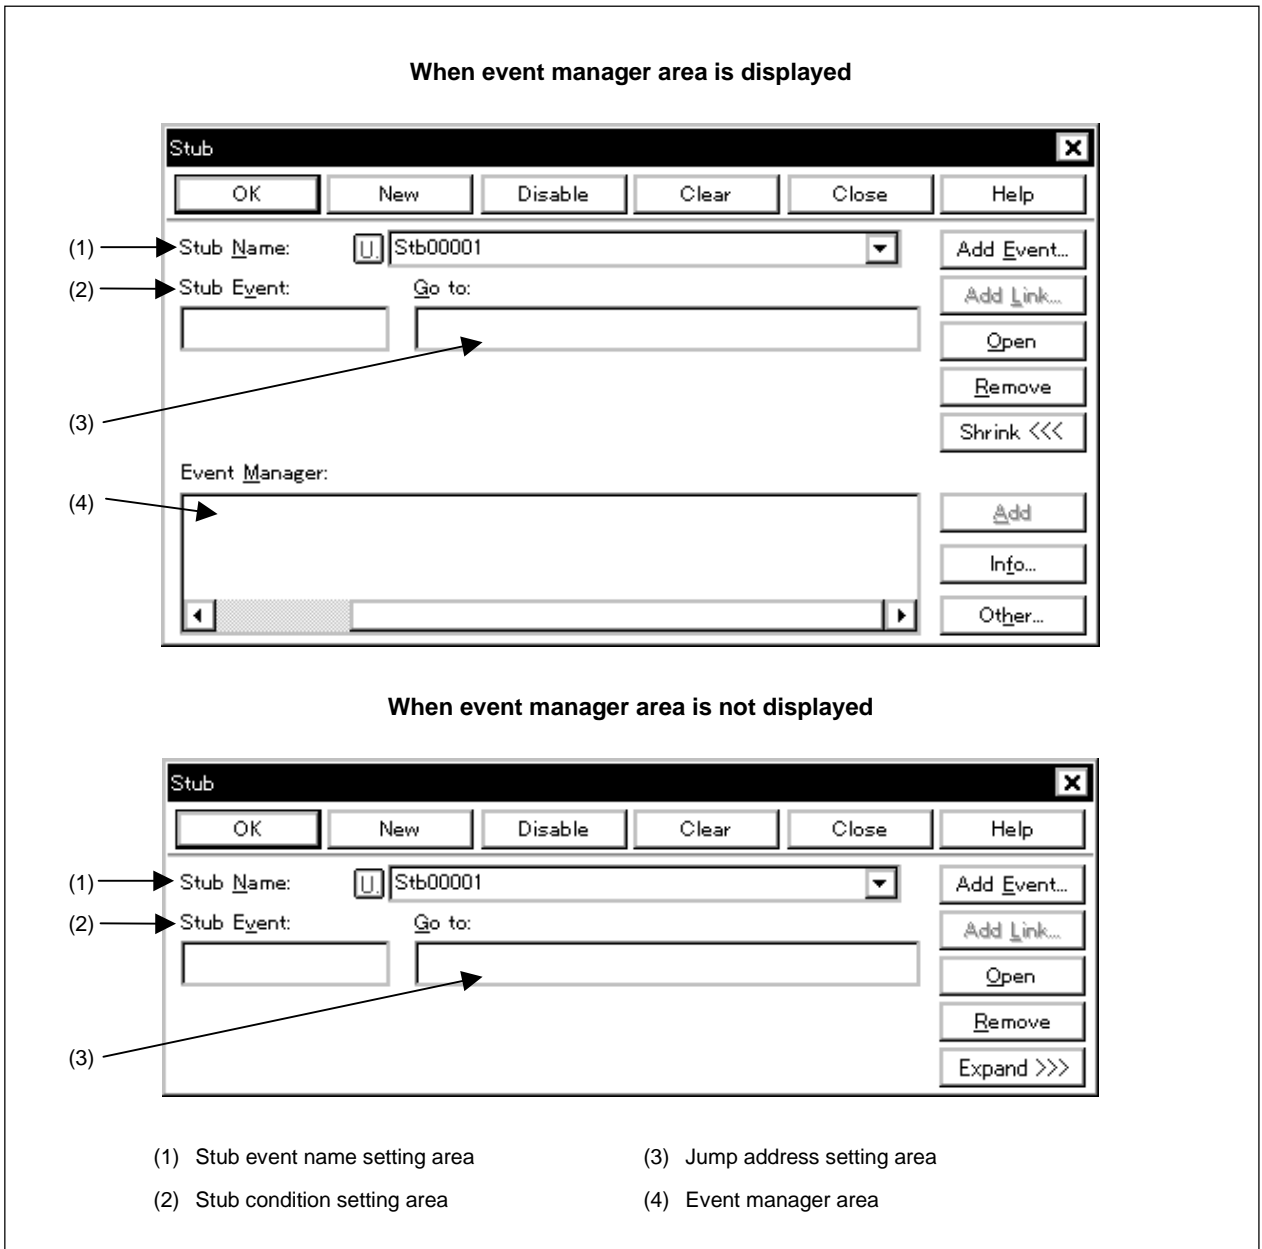 When event manager area is displayed
Stub
OK New Disable Clear Close Help
(1) Stub Name: U. Stb00001 Add Event...
(2) Stub Event: Go to: Add Link...
Open
Remove
(3) Shrink <<<
Event Manager:
(4) Add
Info...
Other...
When event manager area is not displayed
Stub
OK New Disable Clear Close Help
(1) Stub Name: U. Stb00001 Add Event...
(2) Stub Event: Go to: Add Link...
Open
Remove
(3) Expand >>>
(1) Stub event name setting area (3) Jump address setting area
(2) Stub condition setting area (4) Event manager area